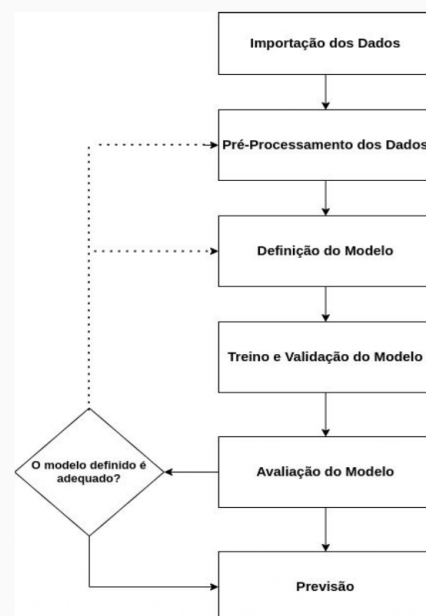 Importação dos Dados
Pré-Processamento dos Dados
Definição do Modelo
Treino e Validação do Modelo
O modelo definido é
adequado?
Avaliação do Modelo
Previsão